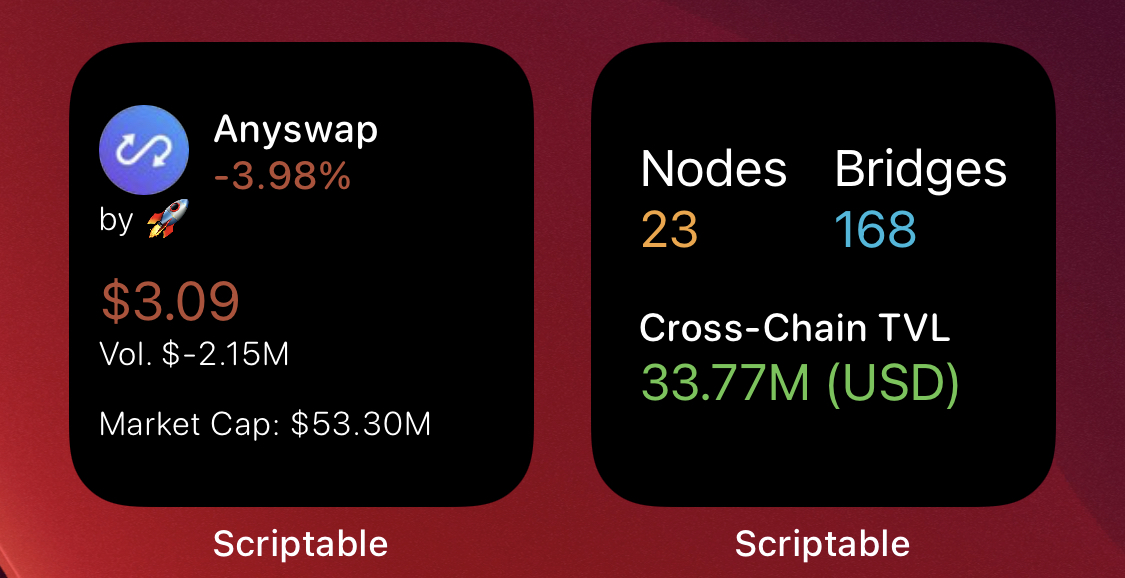 Anyswap
-3.98%
by 🚀
$3.09
Vol. $-2.15M
Market Cap: $53.30M
Scriptable
Nodes Bridges
23 168
Cross-Chain TVL
33.77M (USD)
Scriptable